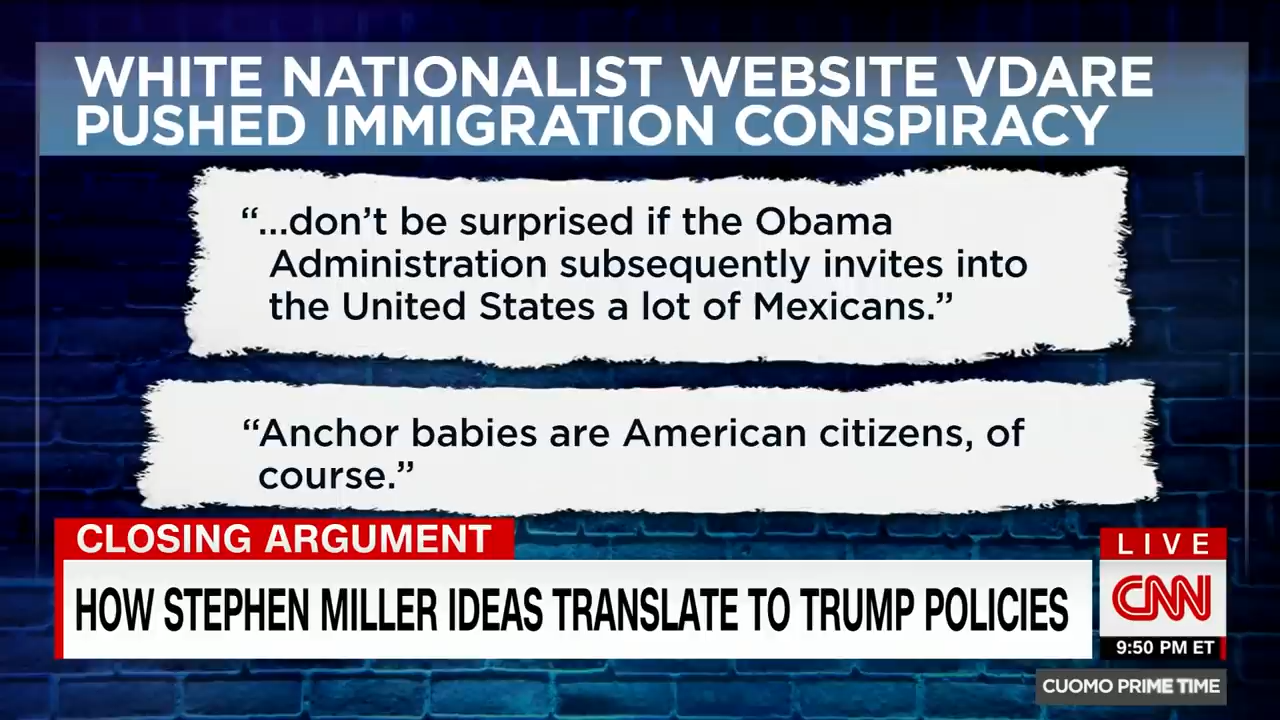 WHITE NATIONALIST WEBSITE VDARE
PUSHED IMMIGRATION CONSPIRACY
“...don’t be surprised if the Obama
Administration subsequently invites into
the United States a lot of Mexicans.”
“Anchor babies are American citizens, of
course.”
CLOSING ARGUMENT
HOW STEPHEN MILLER IDEAS TRANSLATE TO TRUMP POLICIES
LIVE
CNN
9:50 PM ET
CUOMO PRIME TIME